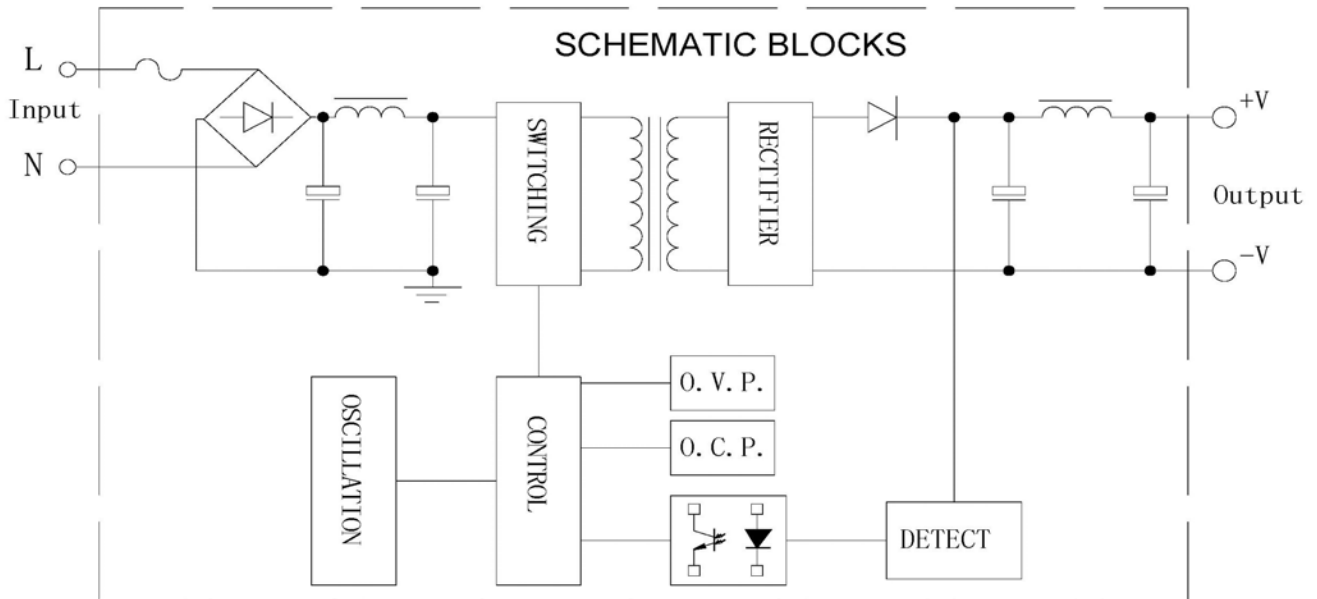 SCHEMATIC BLOCKS
L
Input
N
SWITCHING
RECTIFIER
+V
Output
-V
OSCILLATION
CONTROL
O. V. P.
O. C. P.
DETECT